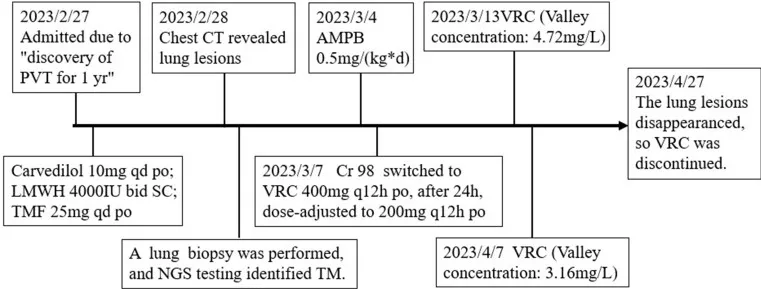 2023/2/27
Admitted due to
"discovery of
PVT for 1 yr"
2023/2/28
Chest CT revealed
lung lesions
2023/3/4
AMPB
0.5mg/(kg*d)
2023/3/13VRC (Valley
concentration: 4.72mg/L)
2023/4/27
The lung lesions
disappearanced,
so VRC was
discontinued.
Carvedilol 10mg qd po;
LMWH 4000IU bid SC;
TMF 25mg qd po
2023/3/7 Cr 98 switched to
VRC 400mg q12h po, after 24h,
dose-adjusted to 200mg q12h po
A lung biopsy was performed,
and NGS testing identified TM.
2023/4/7 VRC (Valley
concentration: 3.16mg/L)